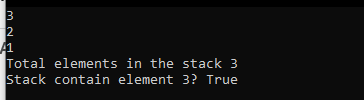 3
2
1
Total elements in the stack 3
Stack contain element 3? True